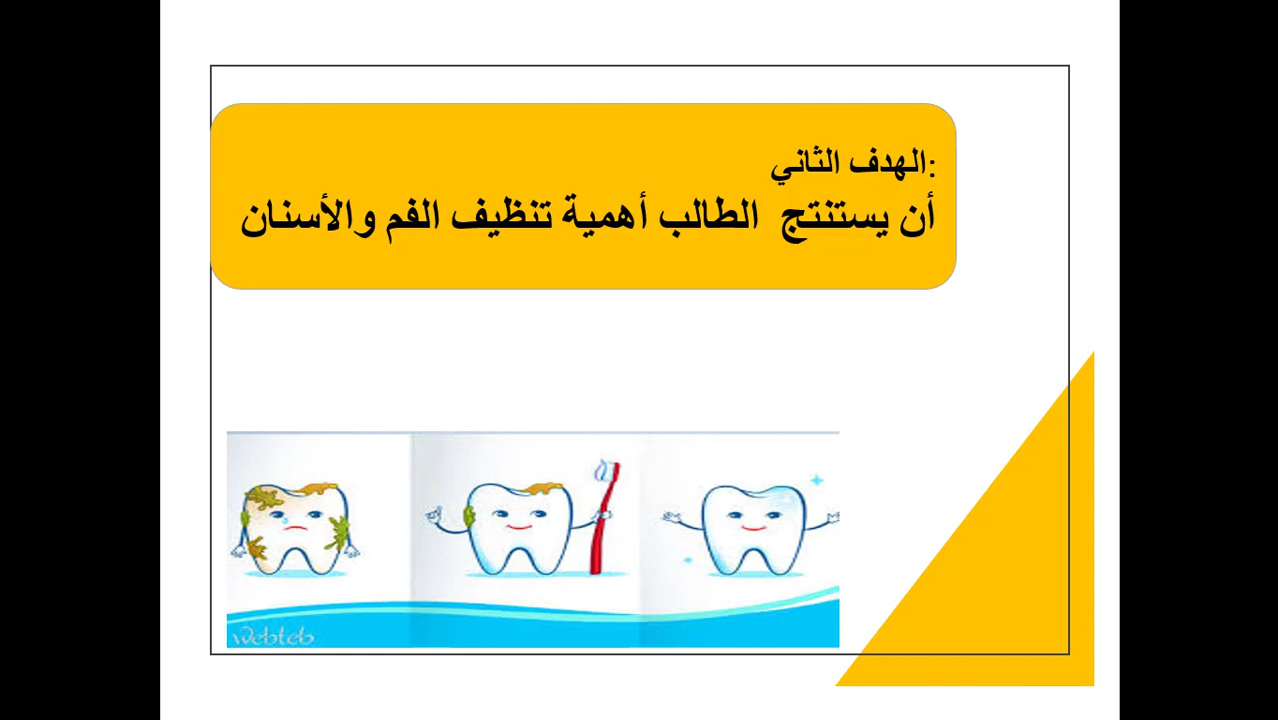 الهدف الثاني:
أن يستنتج الطالب أهمية تنظيف الفم والأسنان
webteb